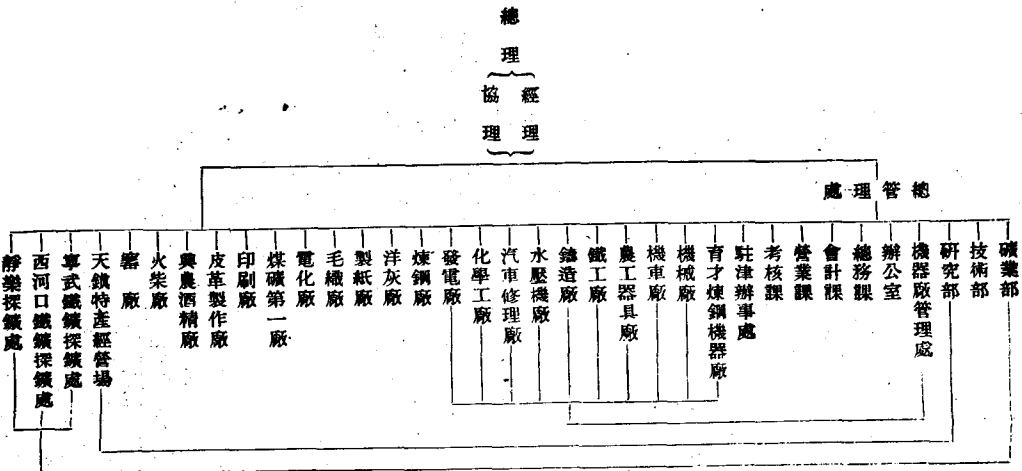 總理
經理
協理
總管理處
礦業部
技術部
研究部
機器廠管理處
辦公室
總務課
會計課
營業課
考核課
駐津辦事處
育才煉鋼機器廠
機械廠
機車廠
農工器具廠
鐵工廠
鑄造廠
水壓機廠
汽車修理廠
化學工廠
發電廠
煉鋼廠
洋灰廠
製紙廠
毛織廠
電化廠
煤礦第一廠
印刷廠
皮革製作廠
興農酒精廠
火柴廠
窰廠
天鎮特產經營場
寧武鐵鑛採鑛處
西河口鐵鑛採鑛處
靜樂採鑛處